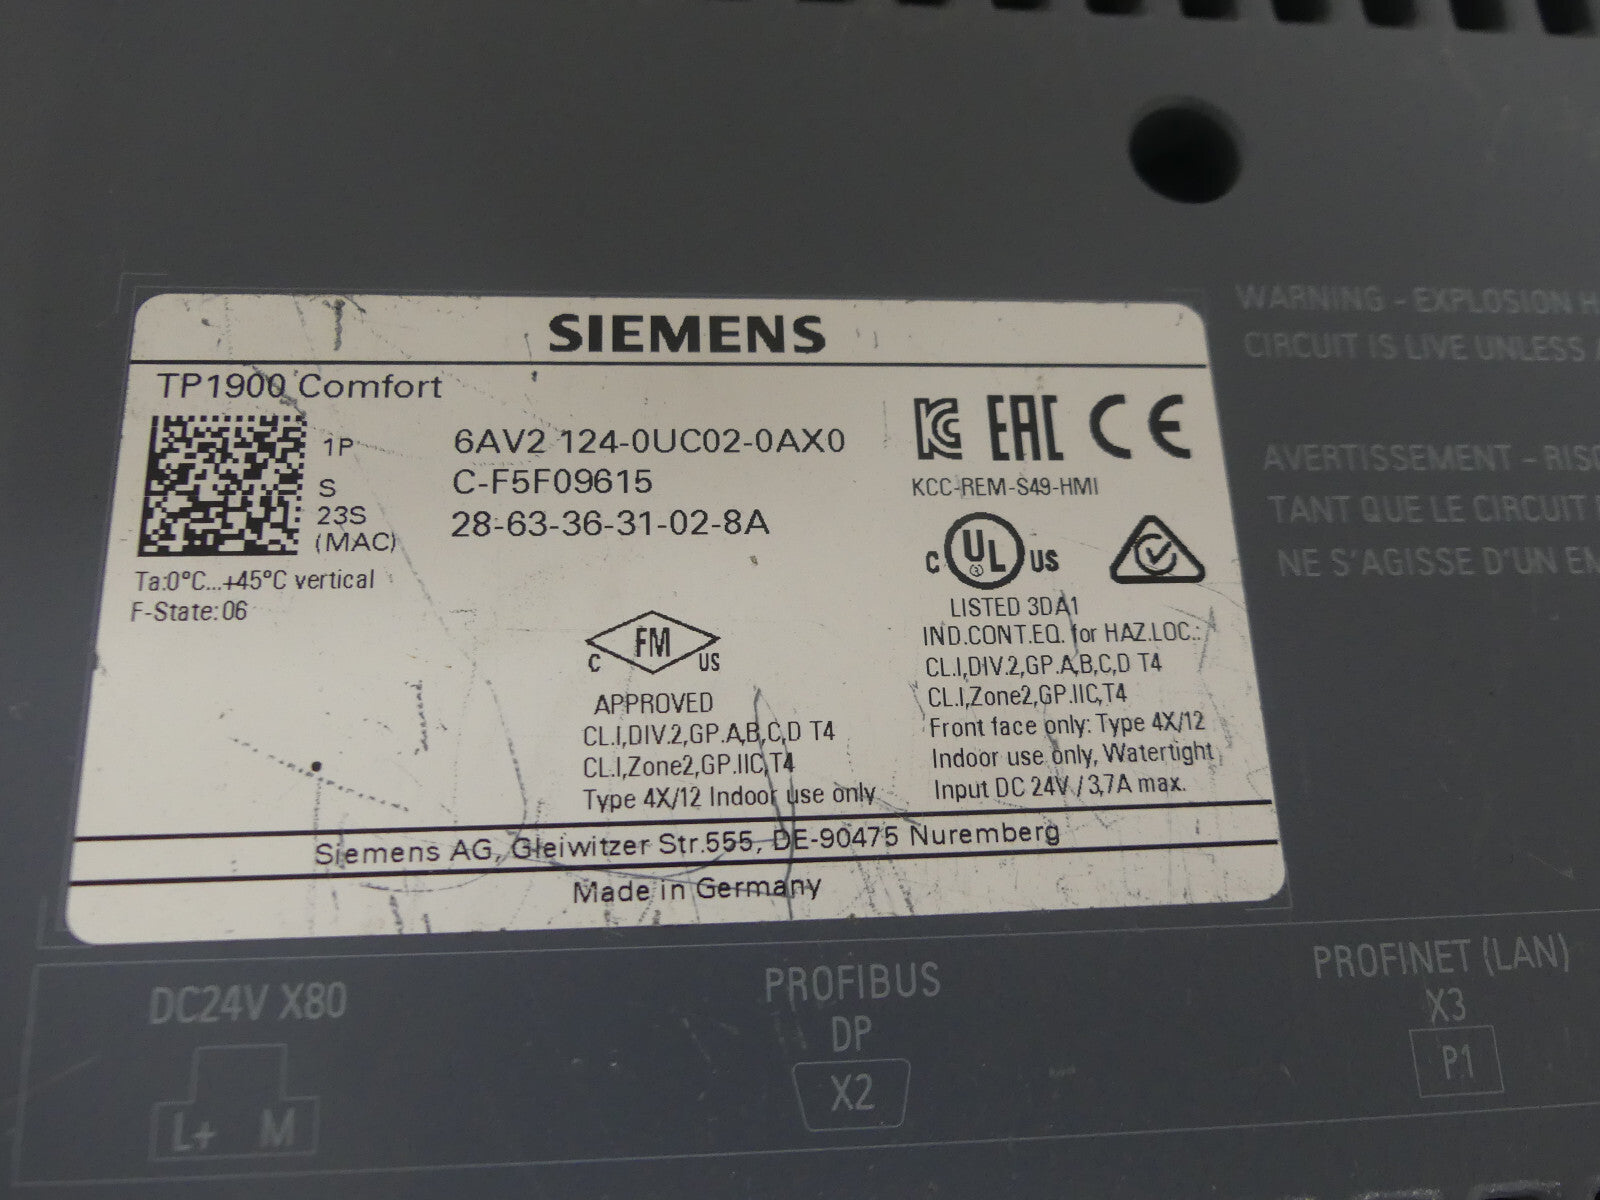 SIEMENS
TP1900 Comfort
1P 6AV2 124-0UC02-0AX0
S C-F5F09615
23S 28-63-36-31-02-8A
(MAC)
Ta:0°C...+45°C vertical
F-State: 06
FM
C US
APPROVED
CL.I,DIV.2,GP.A,B,C,D T4
CL.I,Zone2,GP.IIC,T4
Type 4X/12 Indoor use only
KC EAC CE
KCC-REM-S49-HMI
C UL US
LISTED 3DA1
IND.CONT.EQ. for HAZ.LOC.:
CL.I,DIV.2,GP.A,B,C,D T4
CL.I,Zone2,GP.IIC,T4
Front face only: Type 4X/12
Indoor use only, Watertight
Input DC 24V / 3,7A max.
Siemens AG, Gleiwitzer Str.555, DE-90475 Nuremberg
Made in Germany
WARNING - EXPLOSION H
CIRCUIT IS LIVE UNLESS
AVERTISSEMENT - RISQ
TANT QUE LE CIRCUIT
NE S'AGISSE D'UN EM
DC24V X80
L+ M
PROFIBUS
DP
X2
PROFINET (LAN)
X3
P1